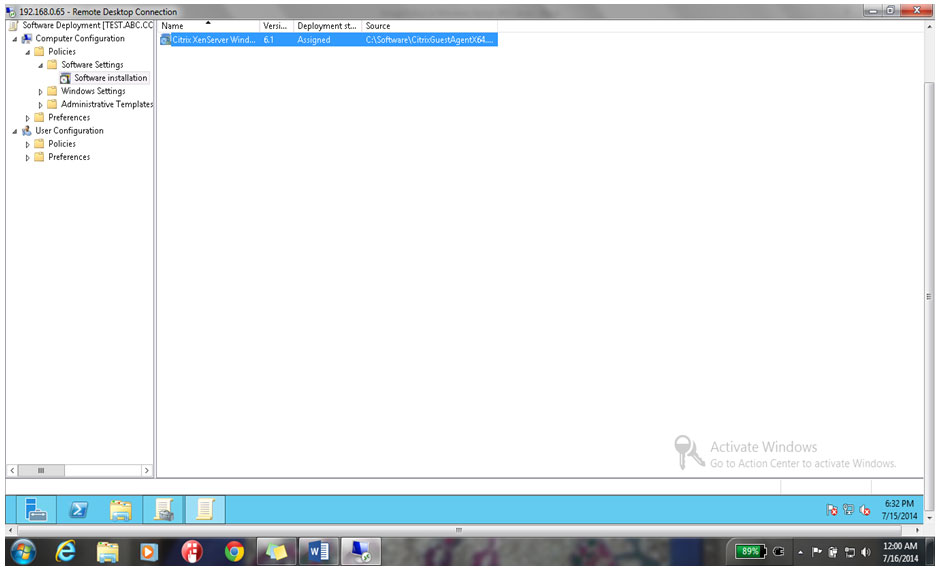 192.168.0.65 - Remote Desktop Connection
Software Deployment [TEST.ABC.CC
Computer Configuration
Policies
Software Settings
Software installation
Windows Settings
Administrative Templates
Preferences
User Configuration
Policies
Preferences
Name Versi... Deployment st... Source
Citrix XenServer Wind... 6.1 Assigned C:\Software\CitrixGuestAgentX64....
Activate Windows
Go to Action Center to activate Windows.
6:32 PM
7/15/2014
89%
12:00 AM
7/16/2014